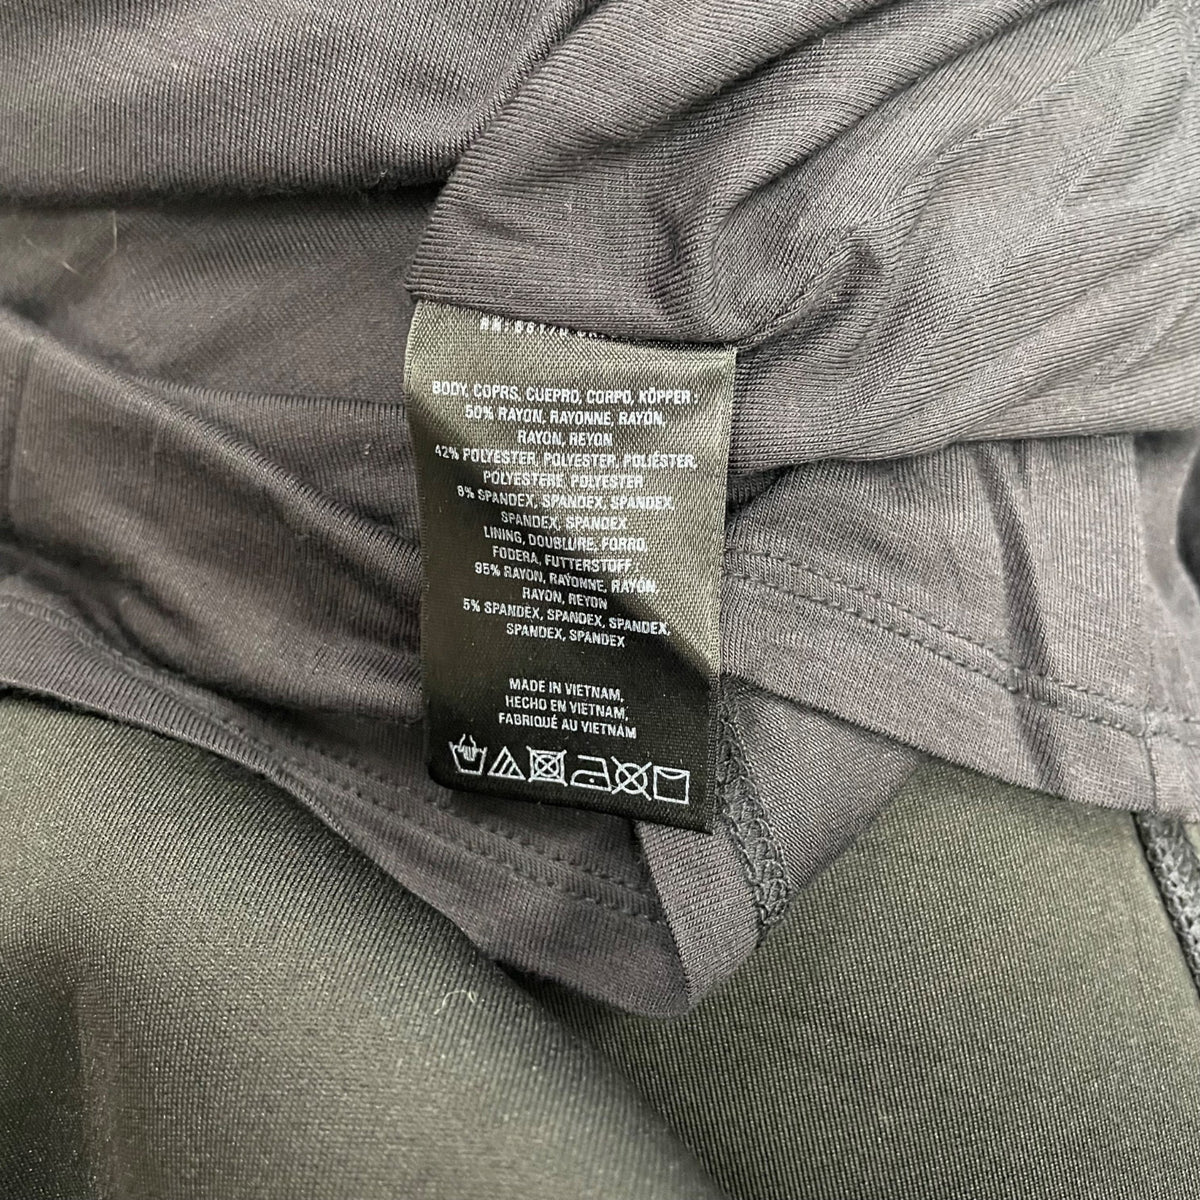 BODY, COPRS, CUEPRO, CORPO, KÖPPER :
50% RAYON, RAYONNE, RAYON,
RAYON, REYON
42% POLYESTER, POLYESTER, POLIÉSTER,
POLYESTERE, POLYESTER
8% SPANDEX, SPANDEX, SPANDEX,
SPANDEX, SPANDEX
LINING, DOUBLURE, FORRO,
FODERA, FUTTERSTOFF
95% RAYON, RAYONNE, RAYON,
RAYON, REYON
5% SPANDEX, SPANDEX, SPANDEX,
SPANDEX, SPANDEX
MADE IN VIETNAM,
HECHO EN VIETNAM,
FABRIQUÉ AU VIETNAM